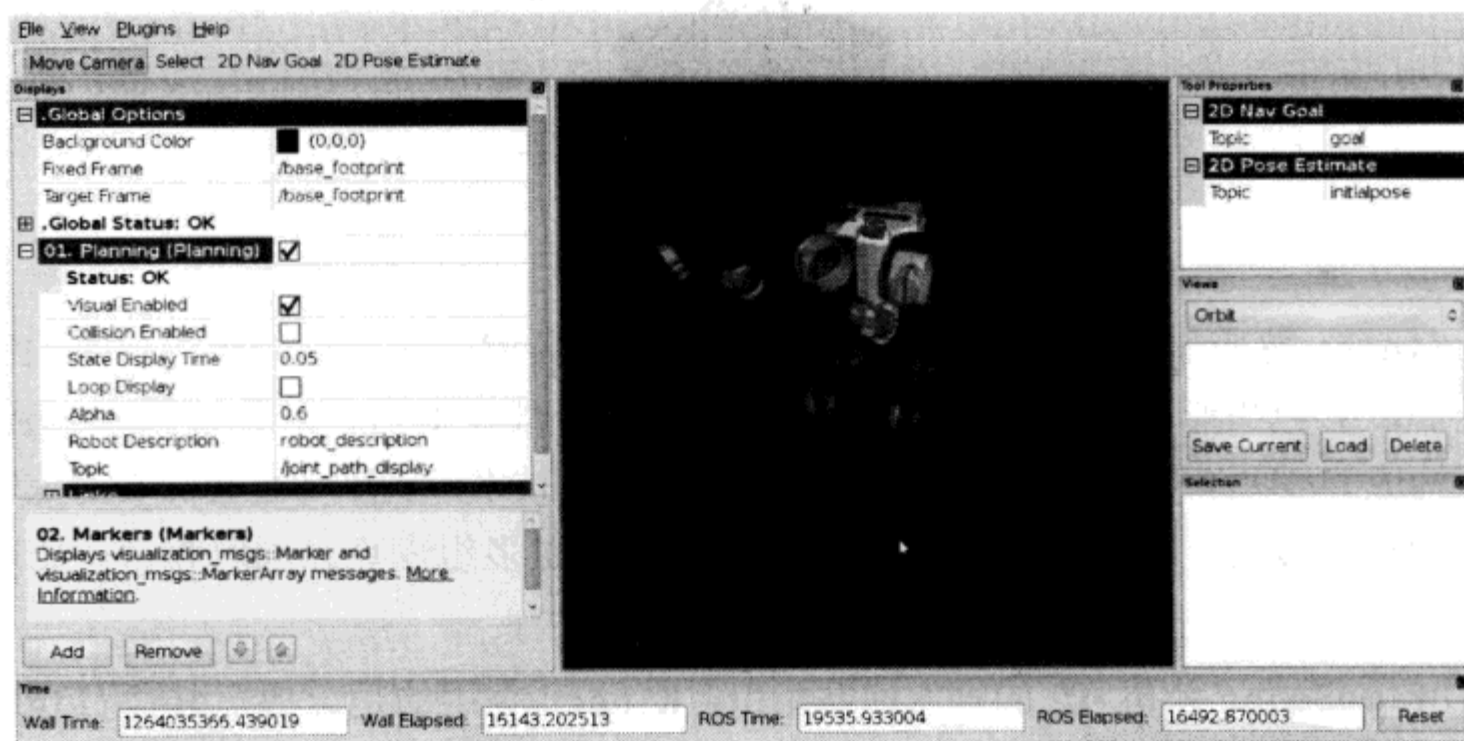 File View Plugins Help
Move Camera Select 2D Nav Goal 2D Pose Estimate
Displays
.Global Options
Background Color (0,0,0)
Fixed Frame /base_footprint
Target Frame /base_footprint
.Global Status: OK
01. Planning (Planning)
Status: OK
Visual Enabled
Collision Enabled
State Display Time 0.05
Loop Display
Alpha 0.6
Robot Description robot_description
Topic /joint_path_display
02. Markers (Markers)
Displays visualization_msgs::Marker and
visualization_msgs::MarkerArray messages. More
Information.
Add Remove
Tool Properties
2D Nav Goal
Topic goal
2D Pose Estimate
Topic initialpose
Views
Orbit
Save Current Load Delete
Selection
Time
Wall Time: 1264035366.439019 Wall Elapsed: 16143.202513 ROS Time: 19535.933004 ROS Elapsed: 16492.870003 Reset